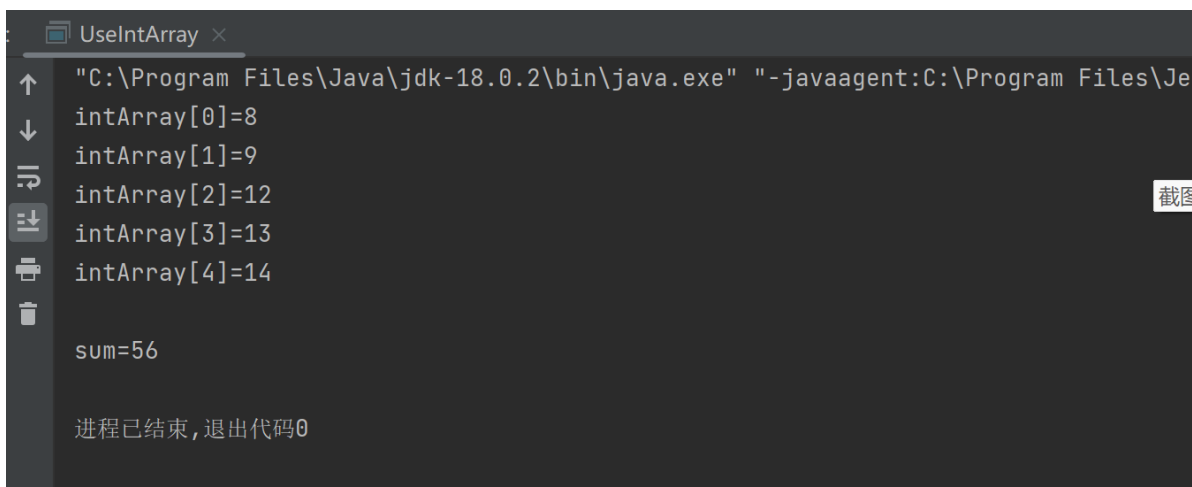 UseIntArray
"C:\Program Files\Java\jdk-18.0.2\bin\java.exe" "-javaagent:C:\Program Files\Je
intArray[0]=8
intArray[1]=9
intArray[2]=12
截图
intArray[3]=13
intArray[4]=14
sum=56
进程已结束,退出代码0